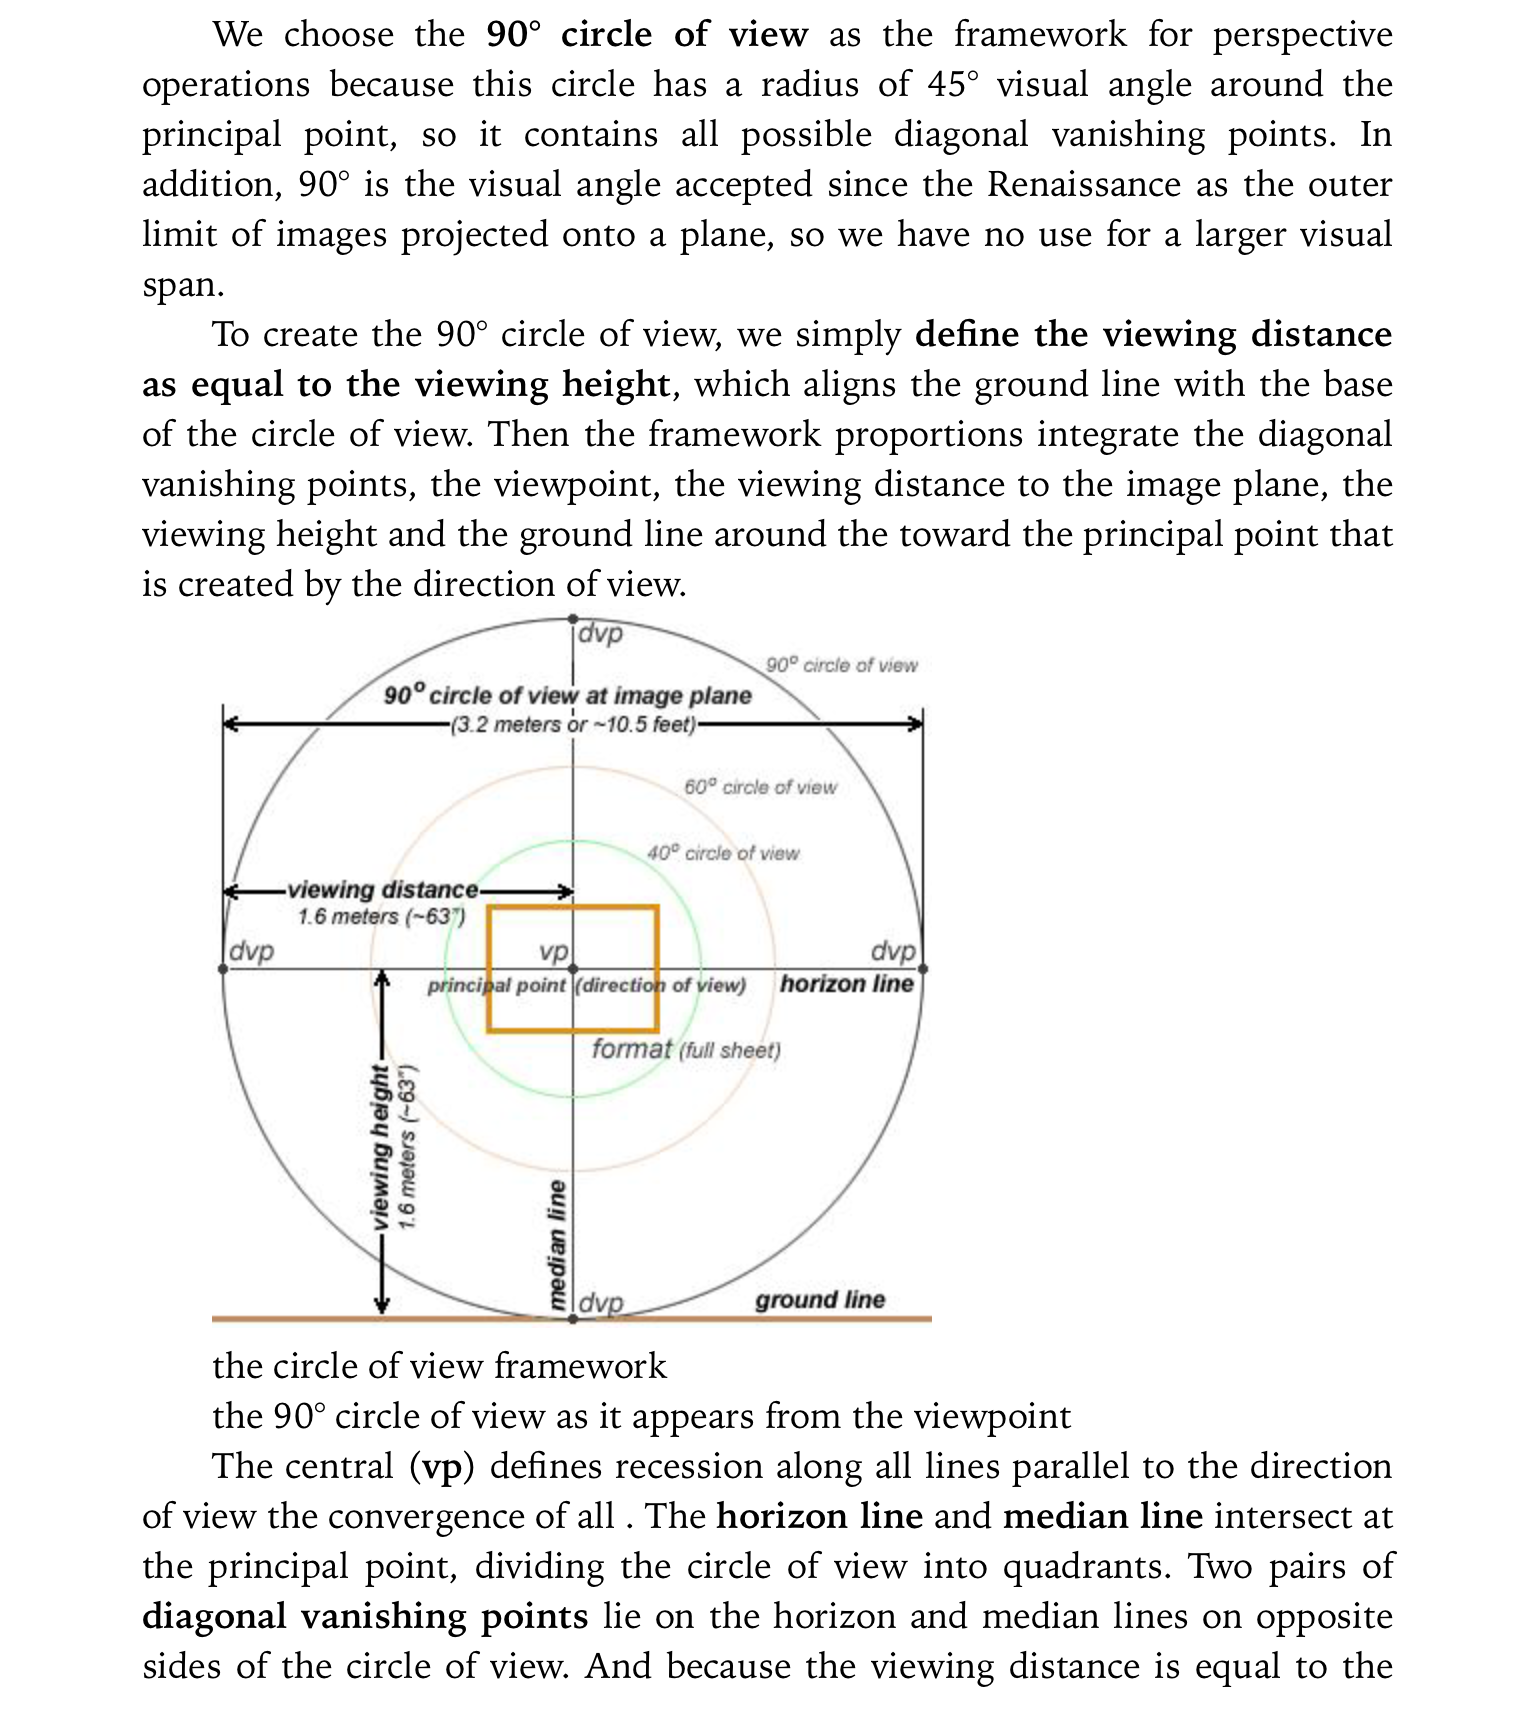 We choose the 90° circle of view as the framework for perspective
operations because this circle has a radius of 45° visual angle around the
principal point, so it contains all possible diagonal vanishing points. In
addition, 90° is the visual angle accepted since the Renaissance as the outer
limit of images projected onto a plane, so we have no use for a larger visual
span.
To create the 90° circle of view, we simply define the viewing distance
as equal to the viewing height, which aligns the ground line with the base
of the circle of view. Then the framework proportions integrate the diagonal
vanishing points, the viewpoint, the viewing distance to the image plane, the
viewing height and the ground line around the toward the principal point that
is created by the direction of view.
dvp
90° circle of view
90° circle of view at image plane
(3.2 meters or ~10.5 feet)
60° circle of view
40° circle of view
viewing distance
1.6 meters (~63")
dvp
vp
dvp
principal point (direction of view)
horizon line
format (full sheet)
viewing height
1.6 meters (~63")
median line
dvp
ground line
the circle of view framework
the 90° circle of view as it appears from the viewpoint
The central (vp) defines recession along all lines parallel to the direction
of view the convergence of all . The horizon line and median line intersect at
the principal point, dividing the circle of view into quadrants. Two pairs of
diagonal vanishing points lie on the horizon and median lines on opposite
sides of the circle of view. And because the viewing distance is equal to the